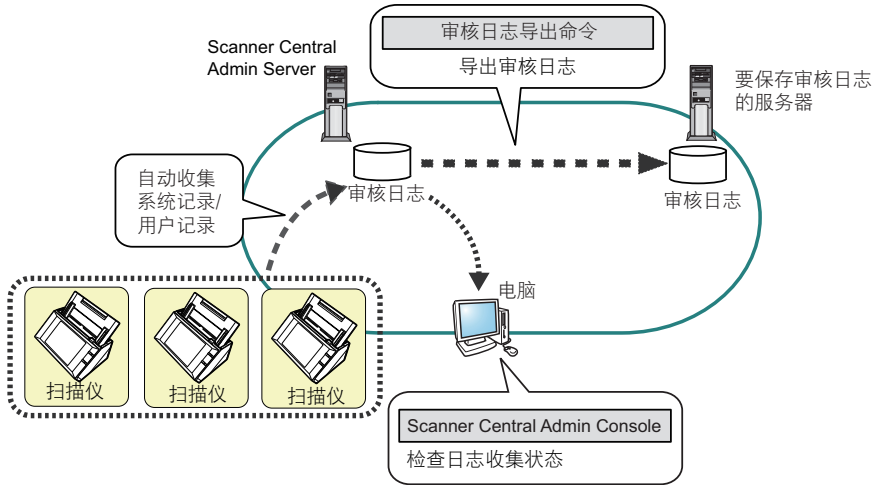 审核日志导出命令
导出审核日志
Scanner Central
Admin Server
要保存审核日志
的服务器
自动收集
系统记录/
用户记录
审核日志
审核日志
电脑
扫描仪
扫描仪
扫描仪
Scanner Central Admin Console
检查日志收集状态